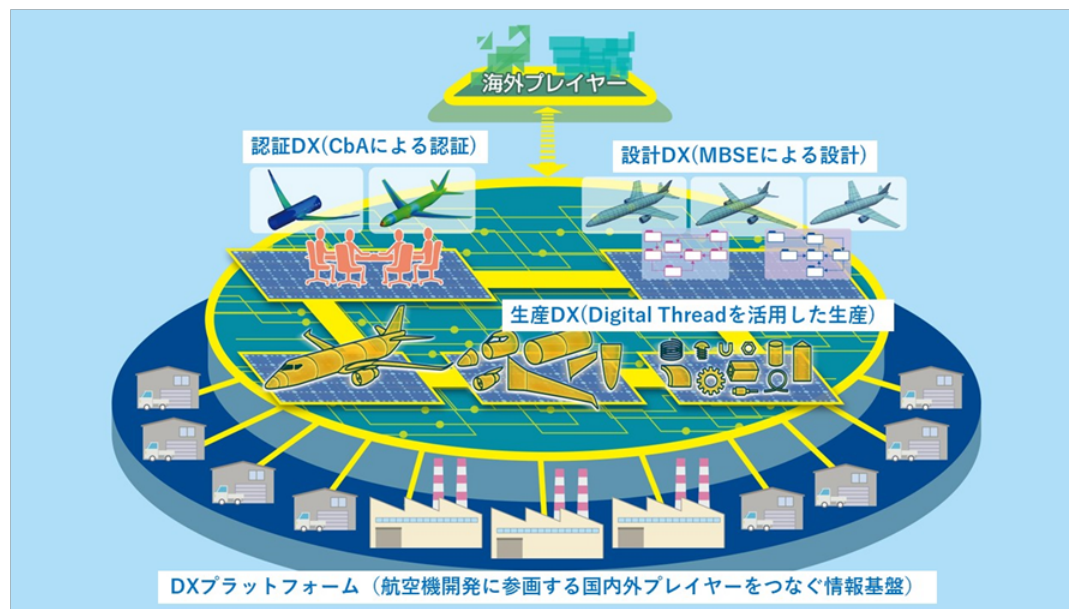 海外プレイヤー
認証DX(CbAによる認証)
設計DX(MBSEによる設計)
生産DX(Digital Threadを活用した生産)
DXプラットフォーム（航空機開発に参画する国内外プレイヤーをつなぐ情報基盤）